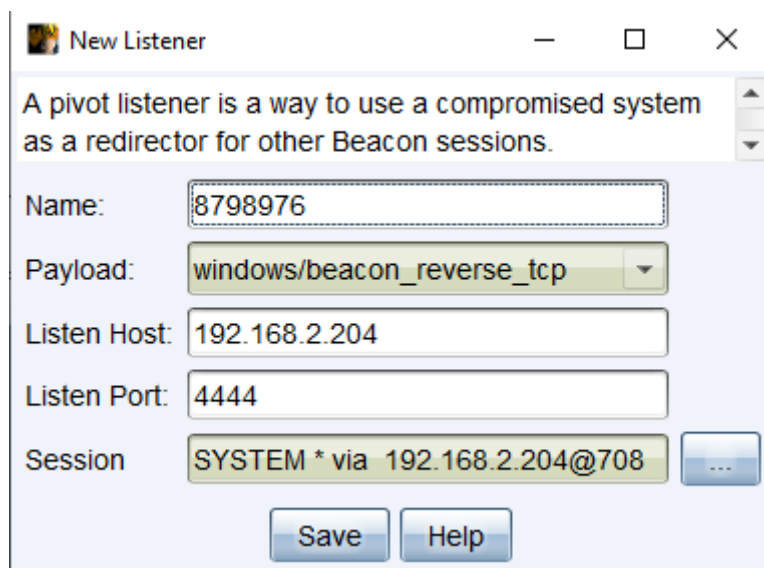 New Listener
A pivot listener is a way to use a compromised system
as a redirector for other Beacon sessions.
Name: 8798976
Payload: windows/beacon_reverse_tcp
Listen Host: 192.168.2.204
Listen Port: 4444
Session SYSTEM * via 192.168.2.204@708 ...
Save Help